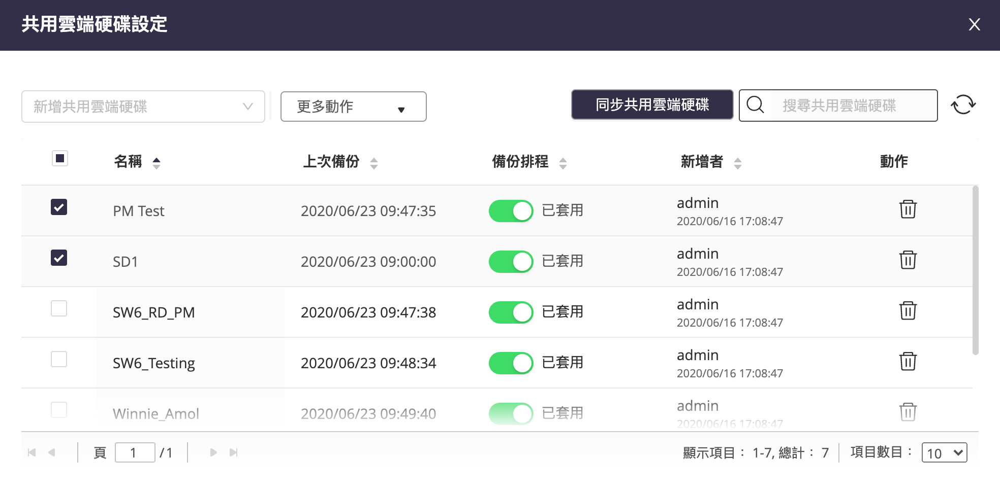 共用雲端硬碟設定
新增共用雲端硬碟 更多動作 同步共用雲端硬碟 搜尋共用雲端硬碟
名稱 上次備份 備份排程 新增者 動作
PM Test 2020/06/23 09:47:35 已套用 admin
2020/06/16 17:08:47
SD1 2020/06/23 09:00:00 已套用 admin
2020/06/16 17:08:47
SW6_RD_PM 2020/06/23 09:47:38 已套用 admin
2020/06/16 17:08:47
SW6_Testing 2020/06/23 09:48:34 已套用 admin
2020/06/16 17:08:47
Winnie_Amol 2020/06/23 09:49:40 已套用 admin
2020/06/16 17:08:47
頁 1 /1 顯示項目： 1-7, 總計： 7 項目數目： 10